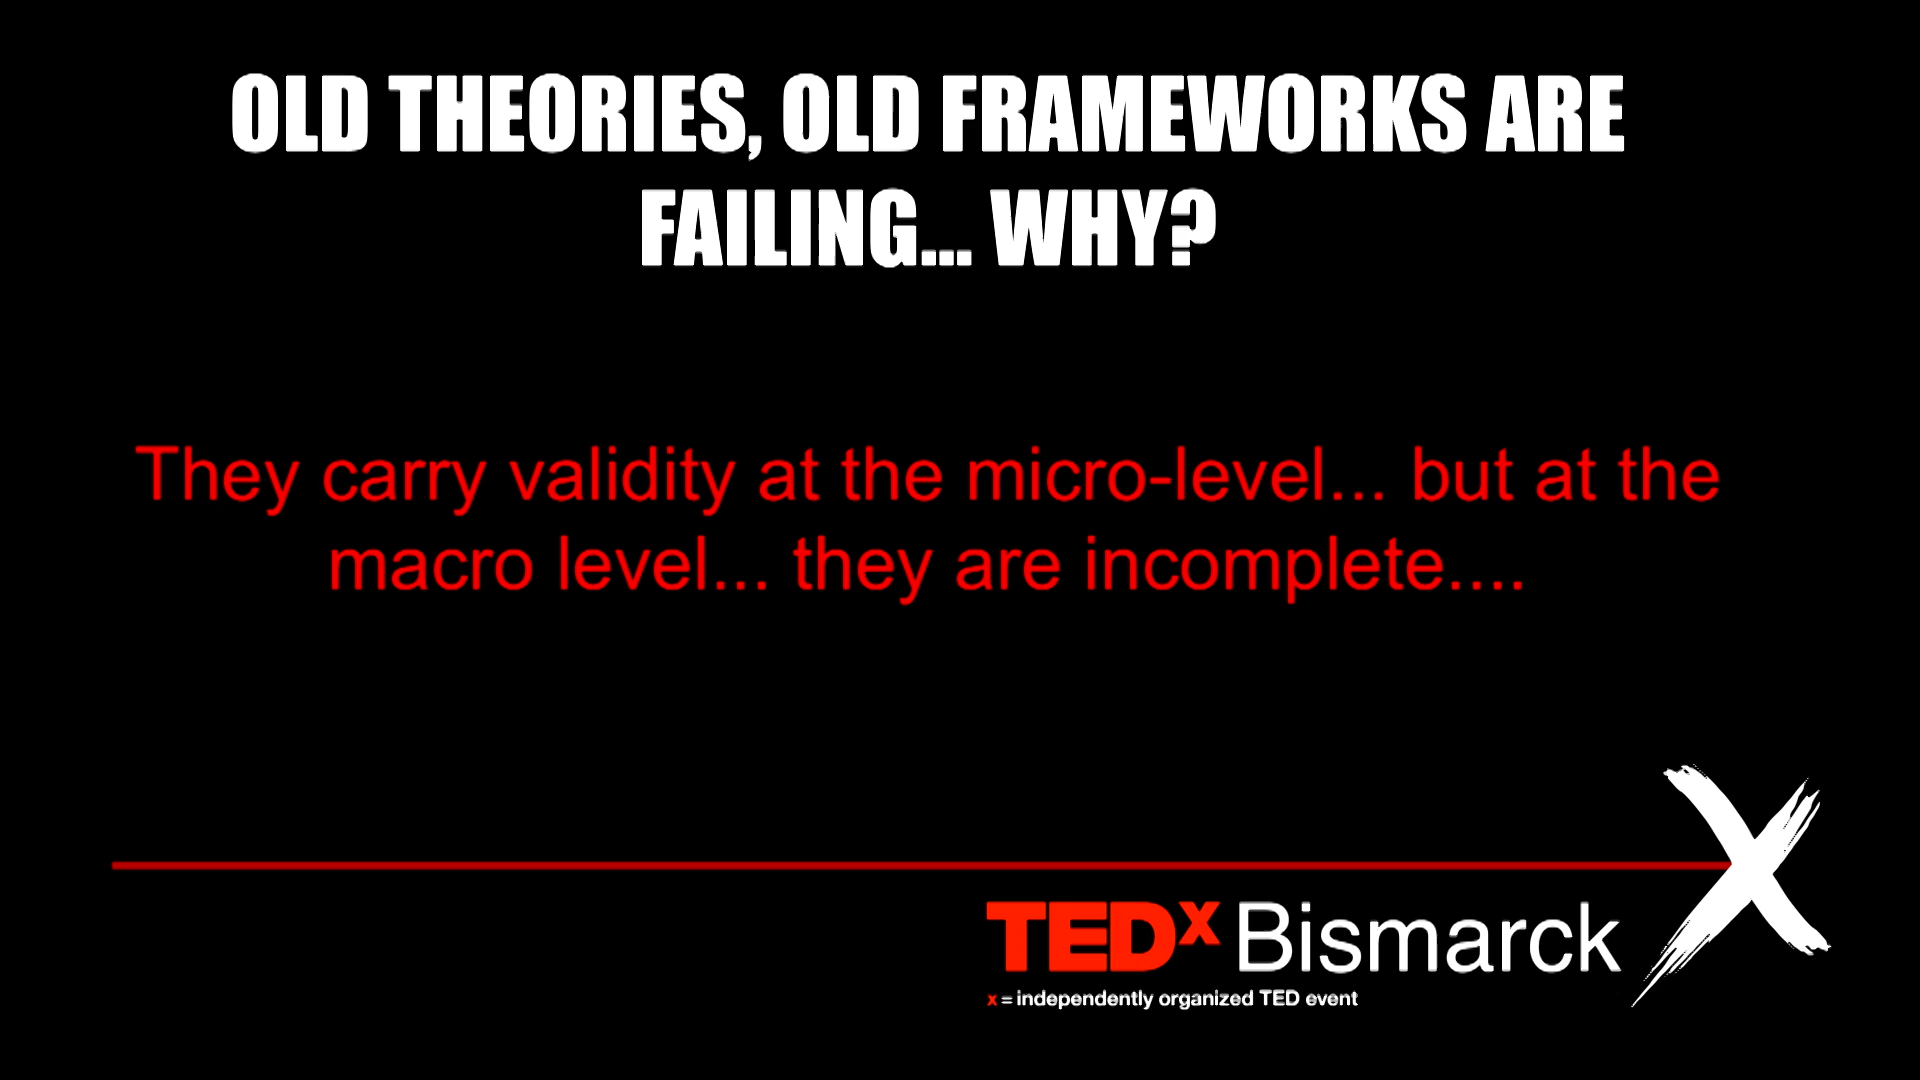 OLD THEORIES, OLD FRAMEWORKS ARE
FAILING... WHY?
They carry validity at the micro-level... but at the
macro level... they are incomplete....
TEDx Bismarck
x = independently organized TED event
X